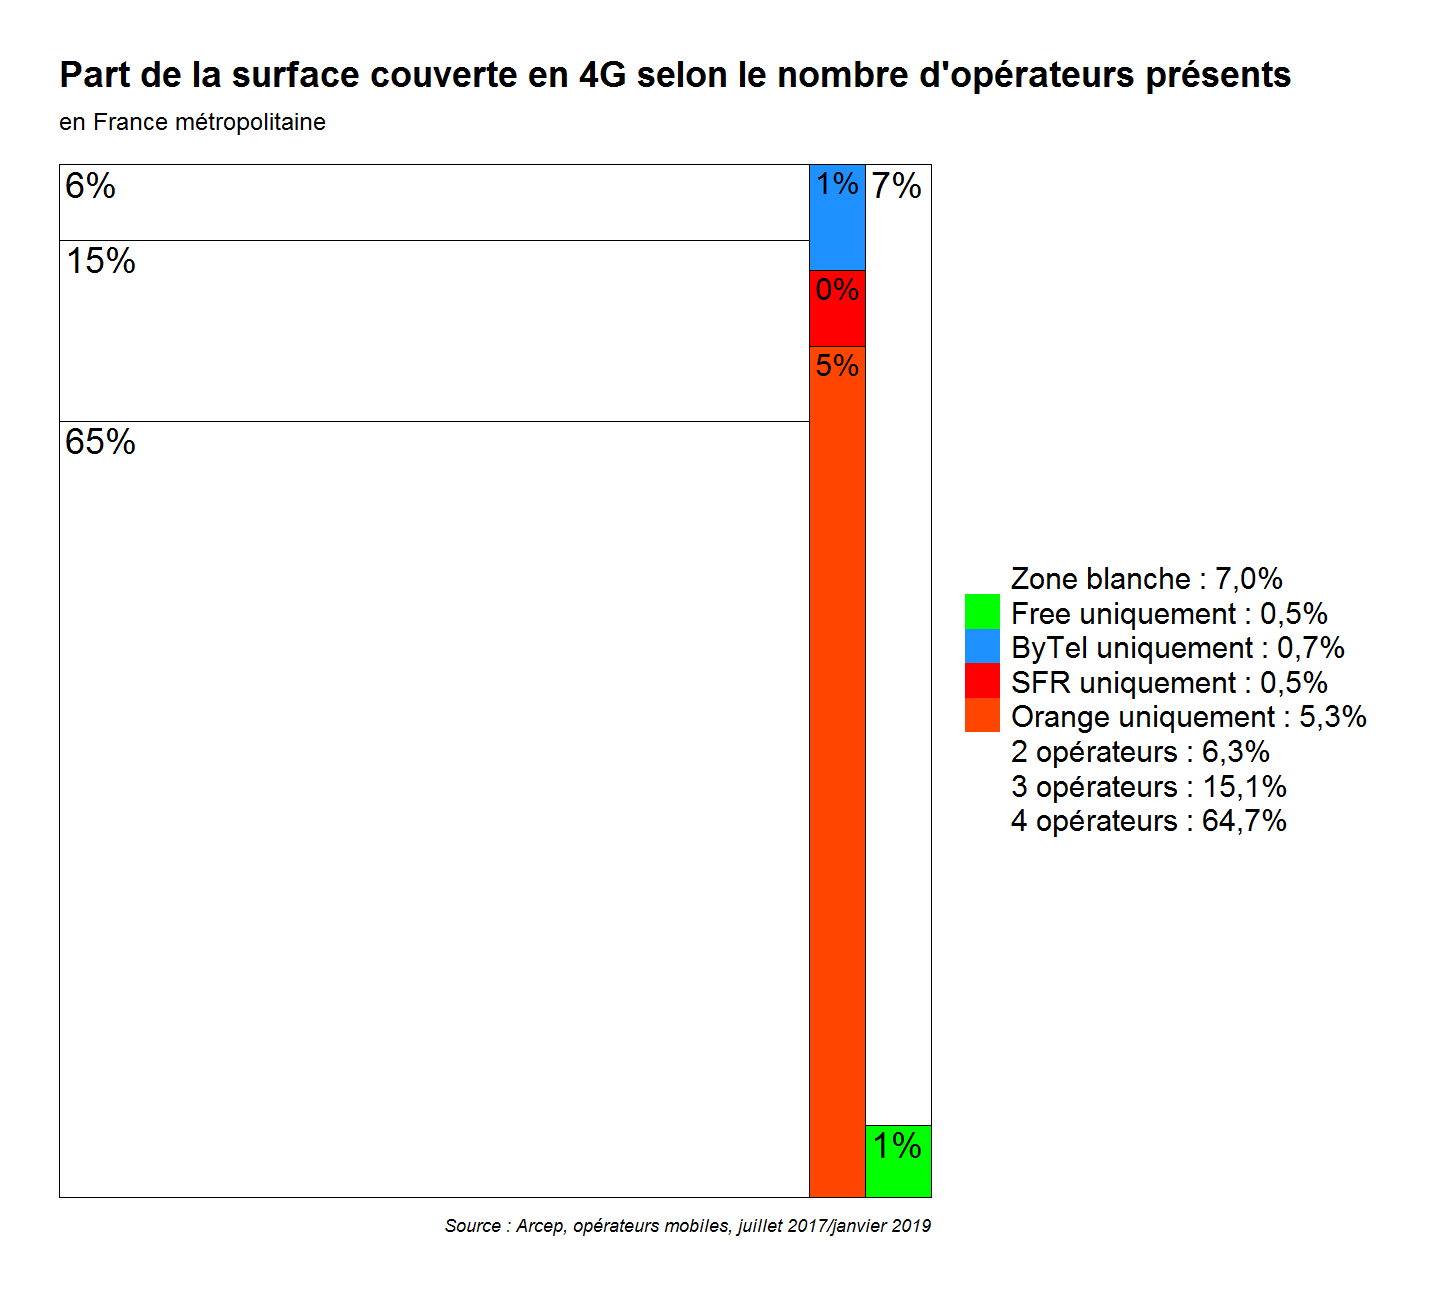 Part de la surface couverte en 4G selon le nombre d'opérateurs présents
en France métropolitaine
6%
1%
7%
15%
0%
5%
65%
Zone blanche : 7,0%
Free uniquement : 0,5%
ByTel uniquement : 0,7%
SFR uniquement : 0,5%
Orange uniquement : 5,3%
2 opérateurs : 6,3%
3 opérateurs : 15,1%
4 opérateurs : 64,7%
1%
Source : Arcep, opérateurs mobiles, juillet 2017/janvier 2019